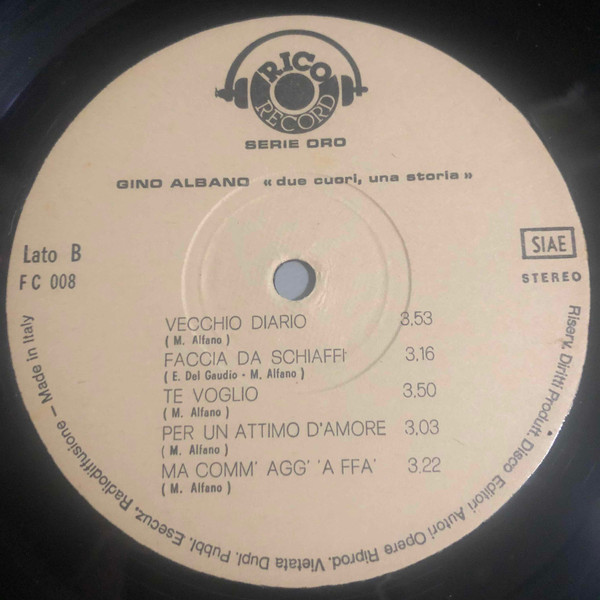 RICO
RECORD
SERIE ORO
GINO ALBANO « due cuori, una storia »
Lato B
FC 008
SIAE
STEREO
VECCHIO DIARIO 3,53
( M. Alfano )
FACCIA DA SCHIAFFI 3,16
( E. Del Gaudio - M. Alfano )
TE VOGLIO 3,50
( M. Alfano )
PER UN ATTIMO D'AMORE 3,03
( M. Alfano )
MA COMM' AGG' 'A FFA' 3,22
( M. Alfano )
Riserv. Diritti Produtt. Disco Editori Autori Opere Riprod. Vietata Dupl. Pubbl. Esecuz. Radiodiffusione – Made in Italy